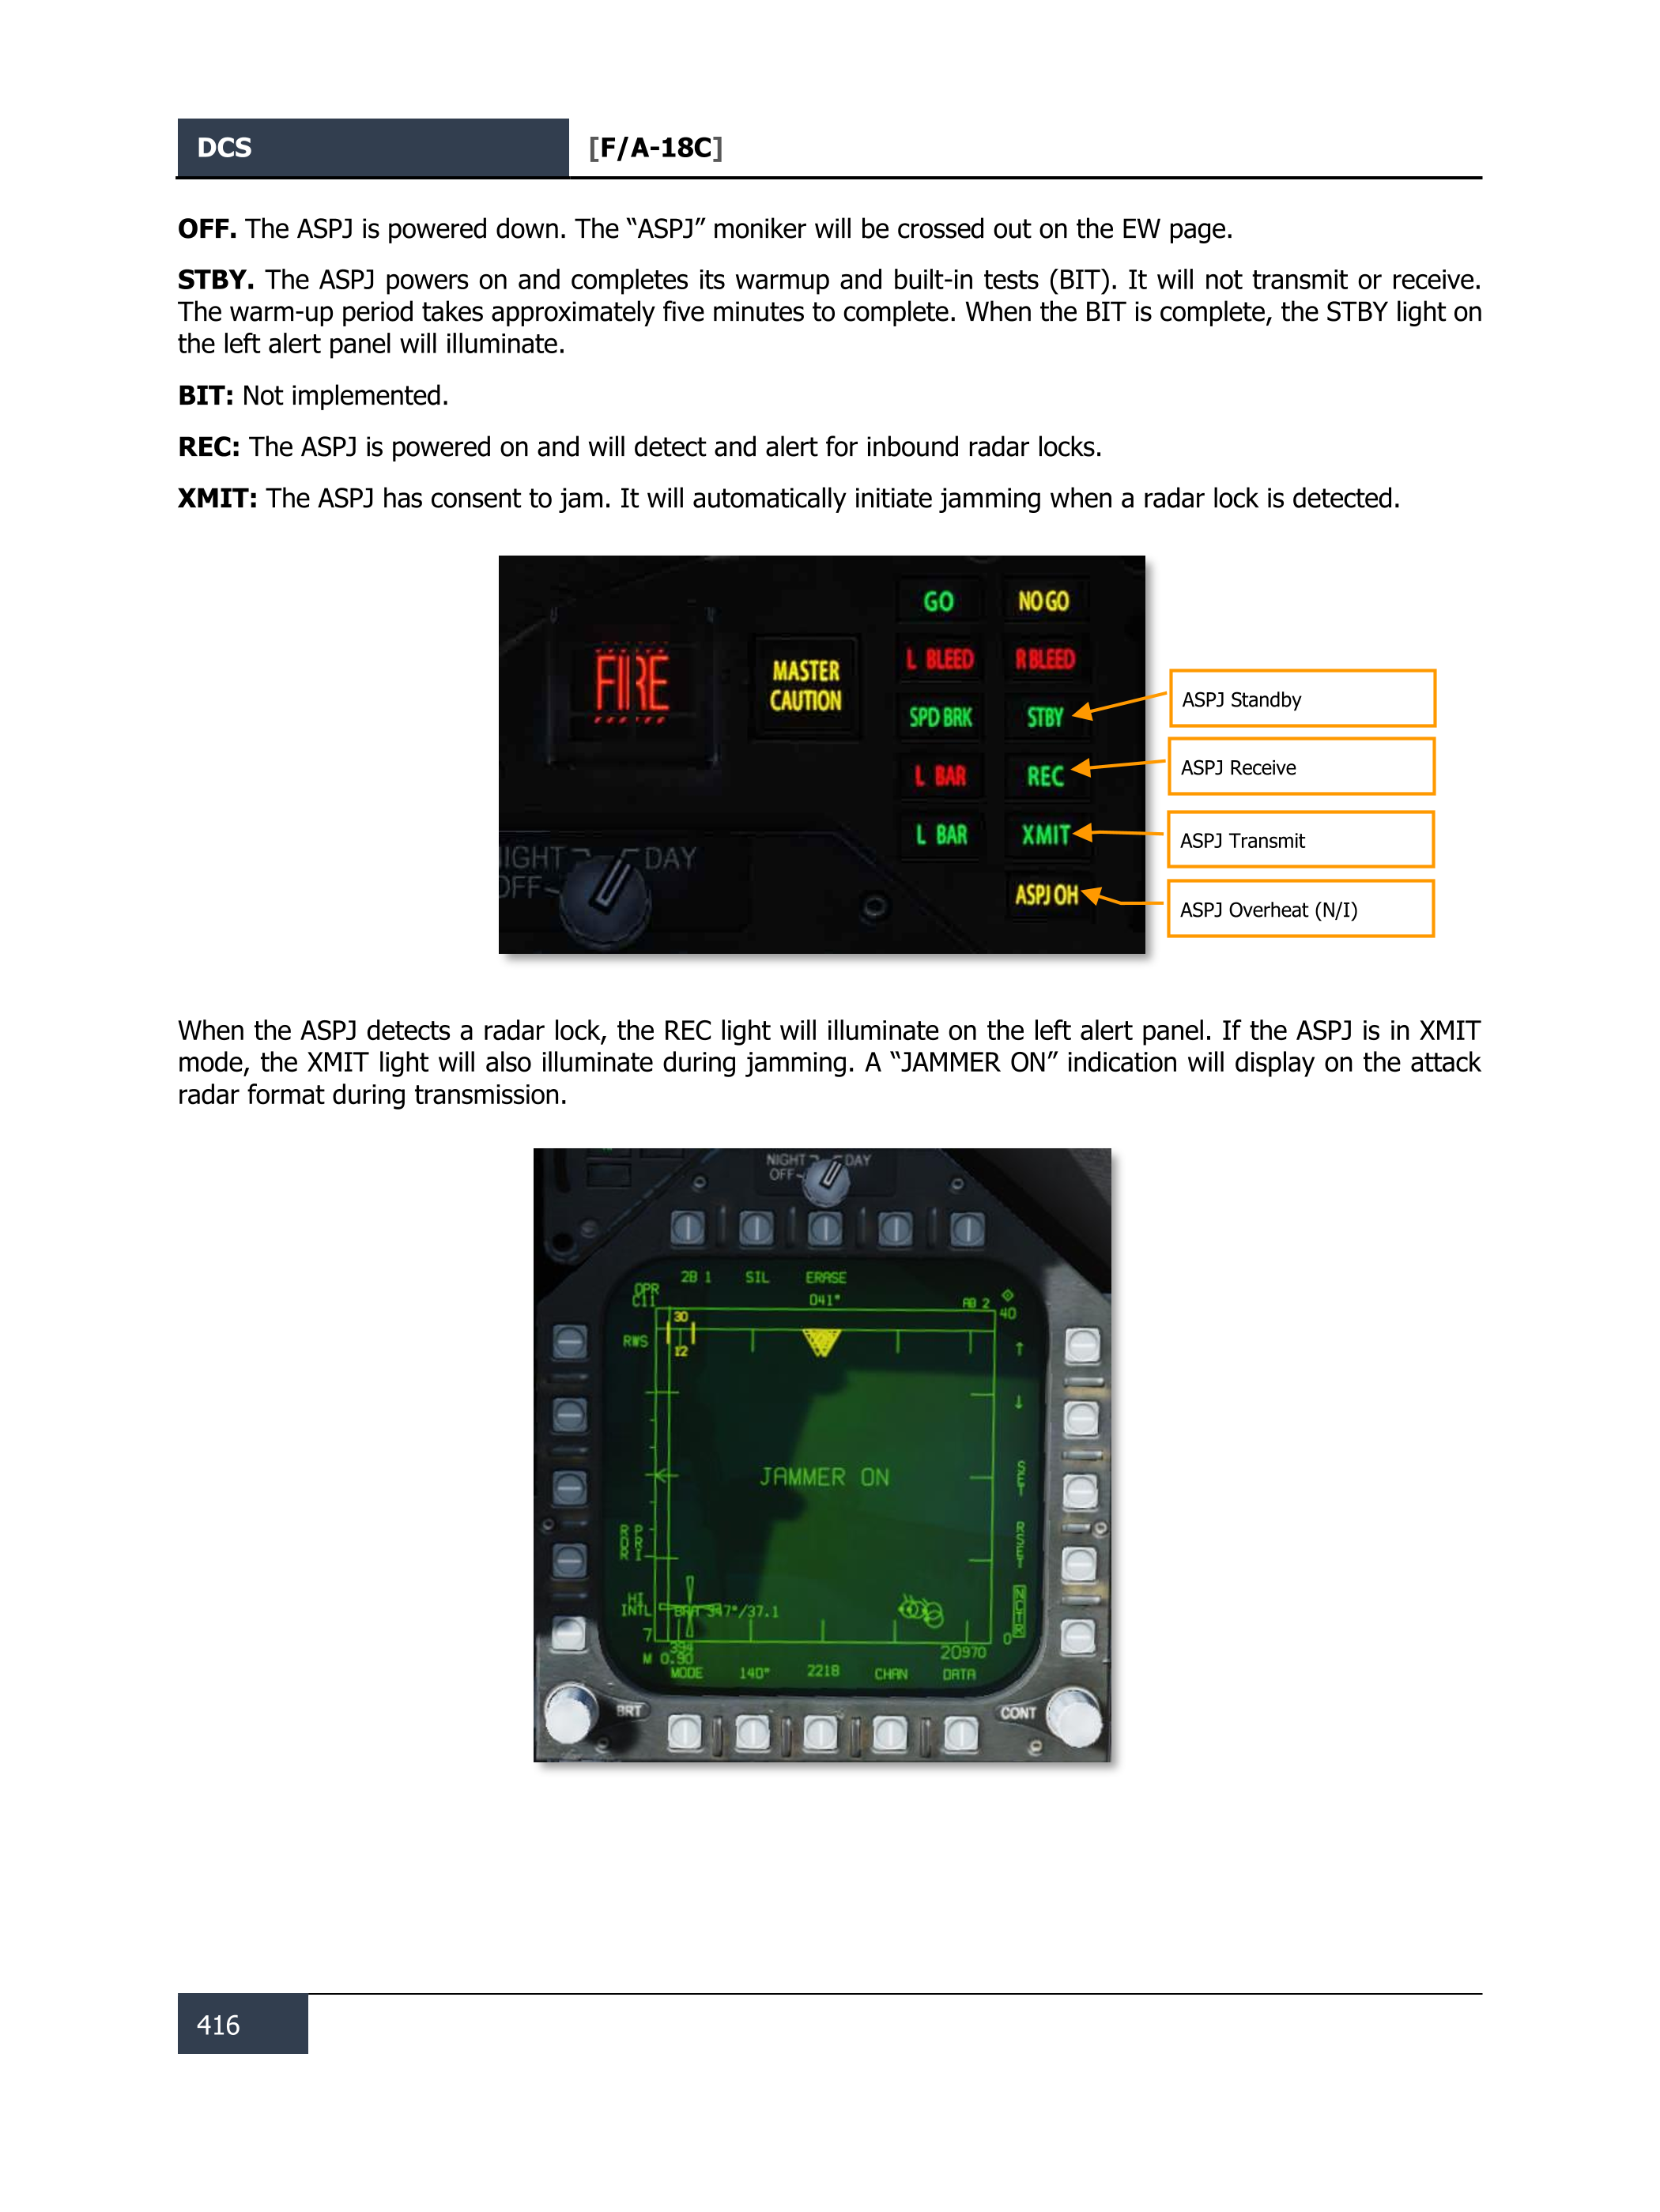 DCS [F/A-18C]
OFF. The ASPJ is powered down. The “ASPJ” moniker will be crossed out on the EW page.
STBY. The ASPJ powers on and completes its warmup and built-in tests (BIT). It will not transmit or receive.
The warm-up period takes approximately five minutes to complete. When the BIT is complete, the STBY light on
the left alert panel will illuminate.
BIT: Not implemented.
REC: The ASPJ is powered on and will detect and alert for inbound radar locks.
XMIT: The ASPJ has consent to jam. It will automatically initiate jamming when a radar lock is detected.
FIRE
MASTER
CAUTION
GO NO GO
L BLEED R BLEED
SPD BRK STBY
L BAR REC
L BAR XMIT
ASPJ OH
IGHT DAY
OFF
ASPJ Standby
ASPJ Receive
ASPJ Transmit
ASPJ Overheat (N/I)
When the ASPJ detects a radar lock, the REC light will illuminate on the left alert panel. If the ASPJ is in XMIT
mode, the XMIT light will also illuminate during jamming. A “JAMMER ON” indication will display on the attack
radar format during transmission.
NIGHT DAY
OFF
2B 1 SIL ERASE
OPR
C11 041° AB 2 40
30
RWS
12
JAMMER ON
SET
RSET
PRI
HI
INTL BRA 347°/37.1
NCTR
7 0
394 20970
M 0.90
MODE 140° 2218 CHAN DATA
BRT CONT
416